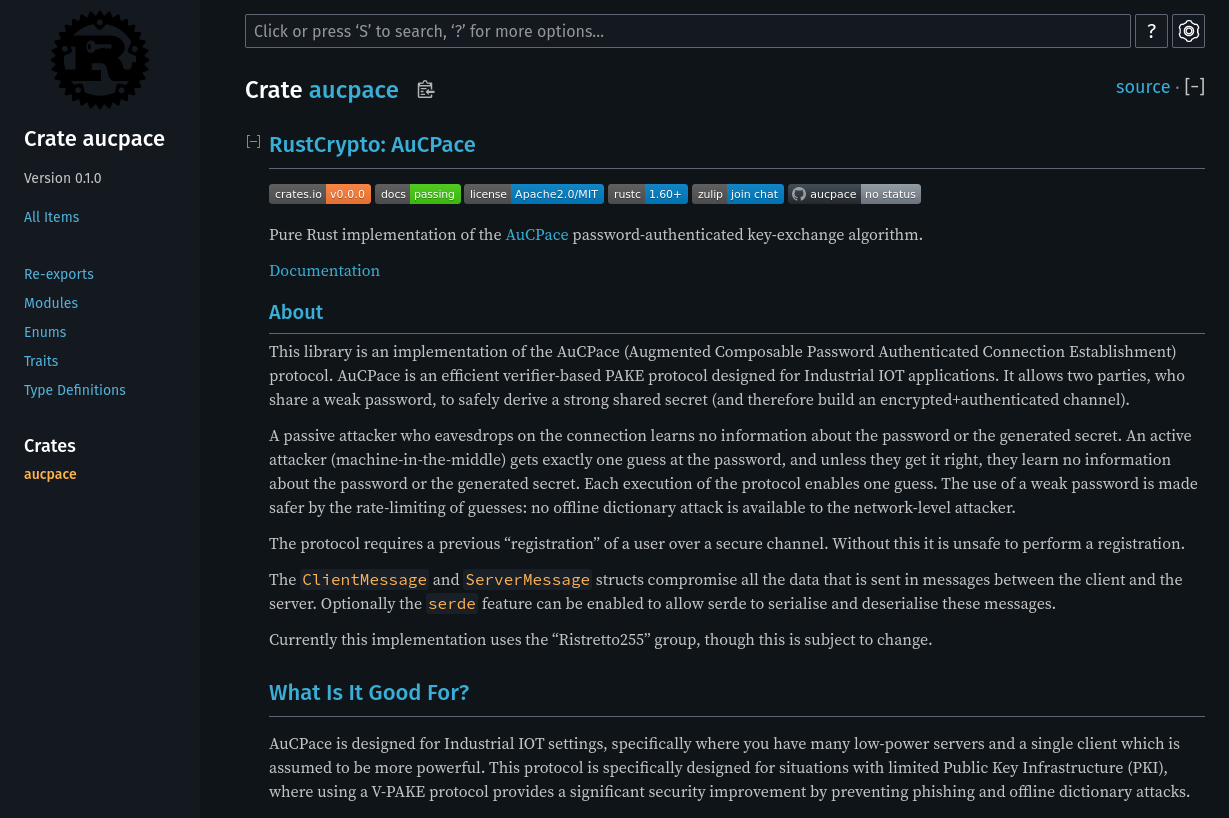 Crate aucpace
Version 0.1.0
All Items
Re-exports
Modules
Enums
Traits
Type Definitions
Crates
aucpace
Click or press ‘S’ to search, ‘?’ for more options…
?
Crate aucpace
source · [−]
[−] RustCrypto: AuCPace
crates.io v0.0.0 docs passing license Apache2.0/MIT rustc 1.60+ zulip join chat aucpace no status
Pure Rust implementation of the AuCPace password-authenticated key-exchange algorithm.
Documentation
About
This library is an implementation of the AuCPace (Augmented Composable Password Authenticated Connection Establishment)
protocol. AuCPace is an efficient verifier-based PAKE protocol designed for Industrial IOT applications. It allows two parties, who
share a weak password, to safely derive a strong shared secret (and therefore build an encrypted+authenticated channel).
A passive attacker who eavesdrops on the connection learns no information about the password or the generated secret. An active
attacker (machine-in-the-middle) gets exactly one guess at the password, and unless they get it right, they learn no information
about the password or the generated secret. Each execution of the protocol enables one guess. The use of a weak password is made
safer by the rate-limiting of guesses: no offline dictionary attack is available to the network-level attacker.
The protocol requires a previous “registration” of a user over a secure channel. Without this it is unsafe to perform a registration.
The ClientMessage and ServerMessage structs compromise all the data that is sent in messages between the client and the
server. Optionally the serde feature can be enabled to allow serde to serialise and deserialise these messages.
Currently this implementation uses the “Ristretto255” group, though this is subject to change.
What Is It Good For?
AuCPace is designed for Industrial IOT settings, specifically where you have many low-power servers and a single client which is
assumed to be more powerful. This protocol is specifically designed for situations with limited Public Key Infrastructure (PKI),
where using a V-PAKE protocol provides a significant security improvement by preventing phishing and offline dictionary attacks.